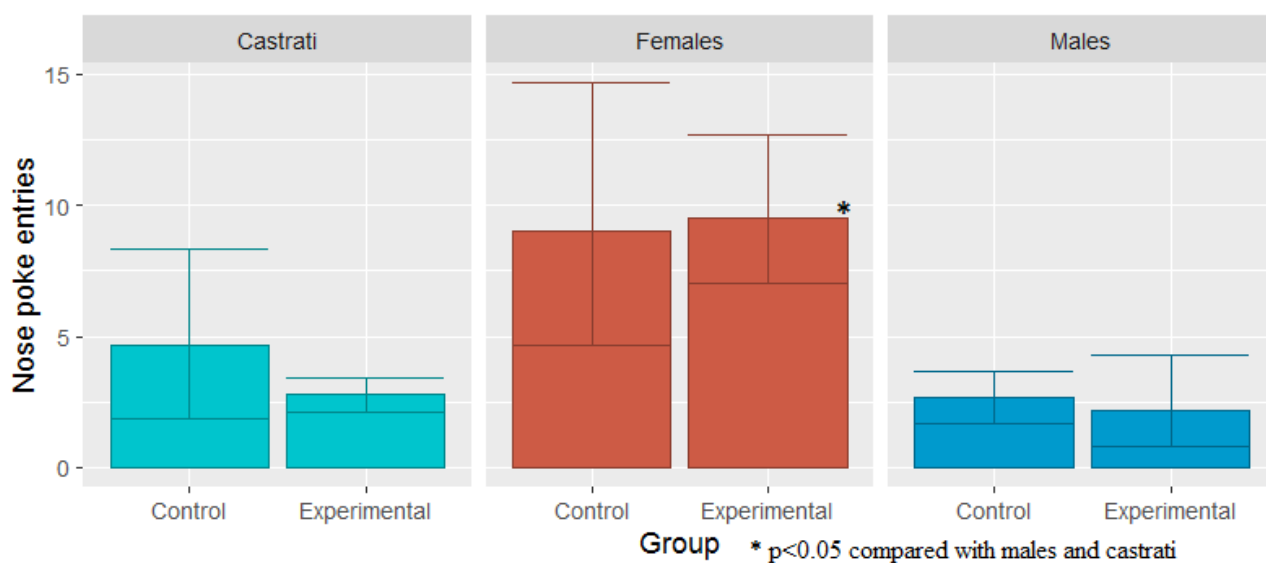 Castrati Females Males
15
10
5
0
Nose poke entries
*
Control Experimental Control Experimental Control Experimental
Group
* p<0.05 compared with males and castrati